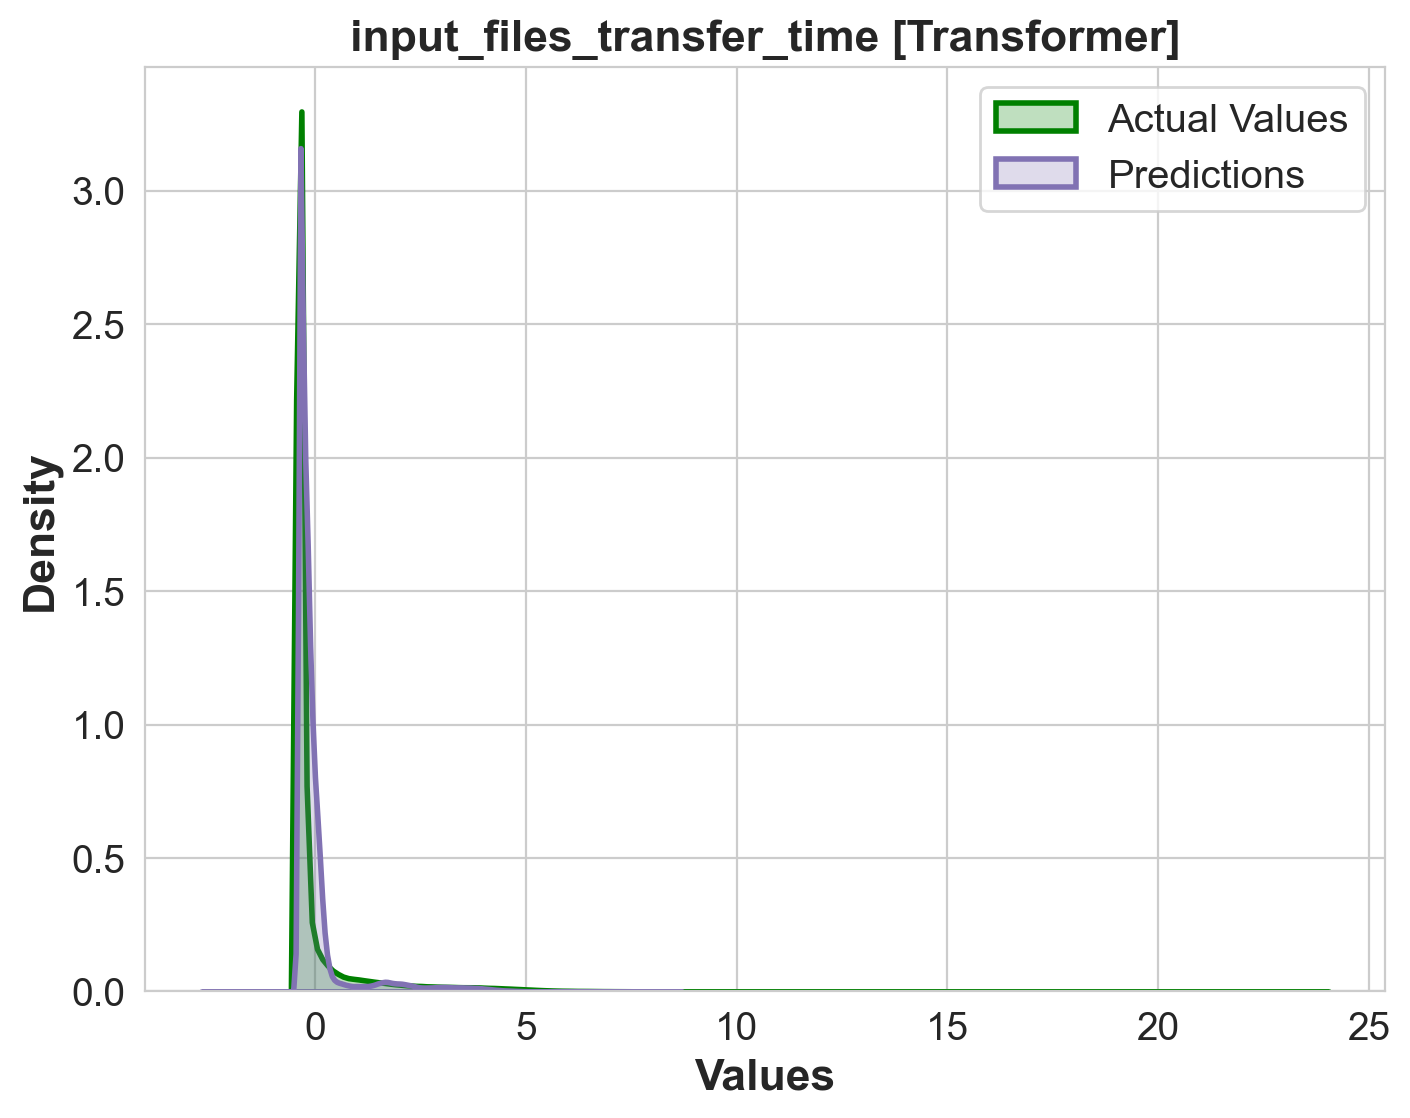 input_files_transfer_time [Transformer]
Actual Values
Predictions
Density
3.0
2.5
2.0
1.5
1.0
0.5
0.0
0
5
10
15
20
25
Values